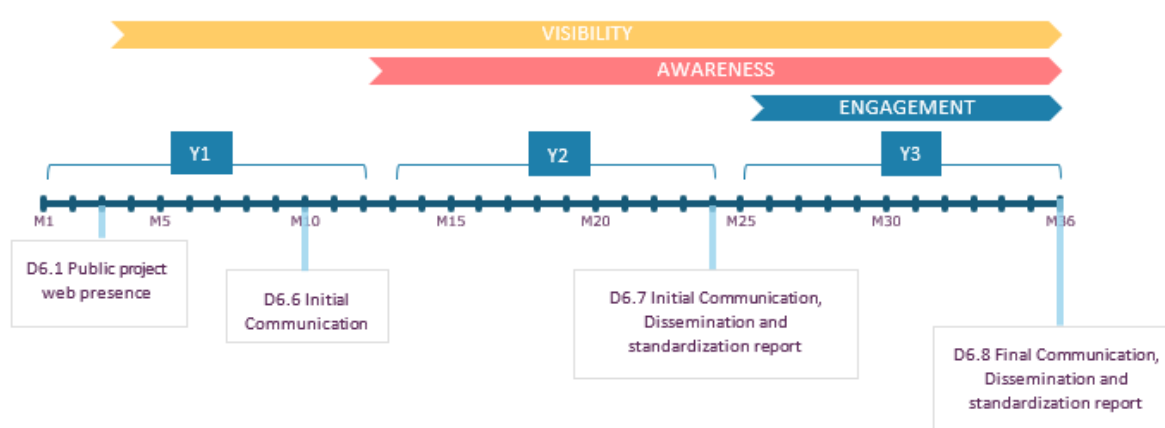 VISIBILITY
AWARENESS
ENGAGEMENT
Y1
Y2
Y3
M1
M5
M10
M15
M20
M25
M30
M36
D6.1 Public project
web presence
D6.6 Initial
Communication
D6.7 Initial Communication,
Dissemination and
standardization report
D6.8 Final Communication,
Dissemination and
standardization report